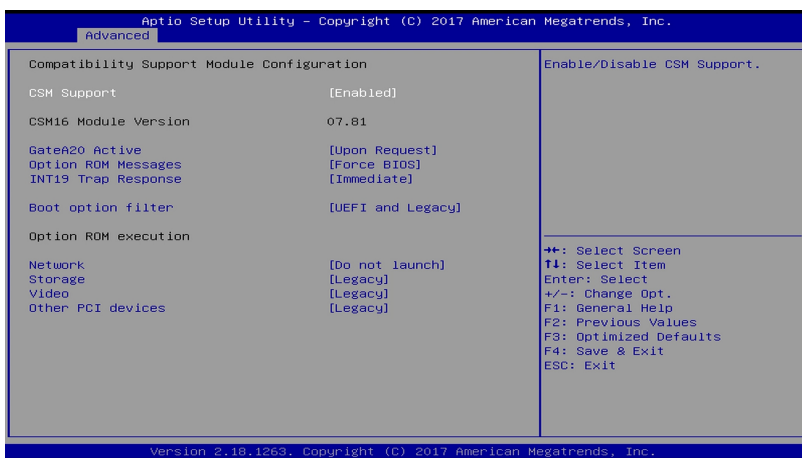 Aptio Setup Utility – Copyright (C) 2017 American Megatrends, Inc.
Advanced
Compatibility Support Module Configuration
CSM Support [Enabled]
CSM16 Module Version 07.81
GateA20 Active [Upon Request]
Option ROM Messages [Force BIOS]
INT19 Trap Response [Immediate]
Boot option filter [UEFI and Legacy]
Option ROM execution
Network [Do not launch]
Storage [Legacy]
Video [Legacy]
Other PCI devices [Legacy]
Enable/Disable CSM Support.
→←: Select Screen
↑↓: Select Item
Enter: Select
+/-: Change Opt.
F1: General Help
F2: Previous Values
F3: Optimized Defaults
F4: Save & Exit
ESC: Exit
Version 2.18.1263. Copyright (C) 2017 American Megatrends, Inc.